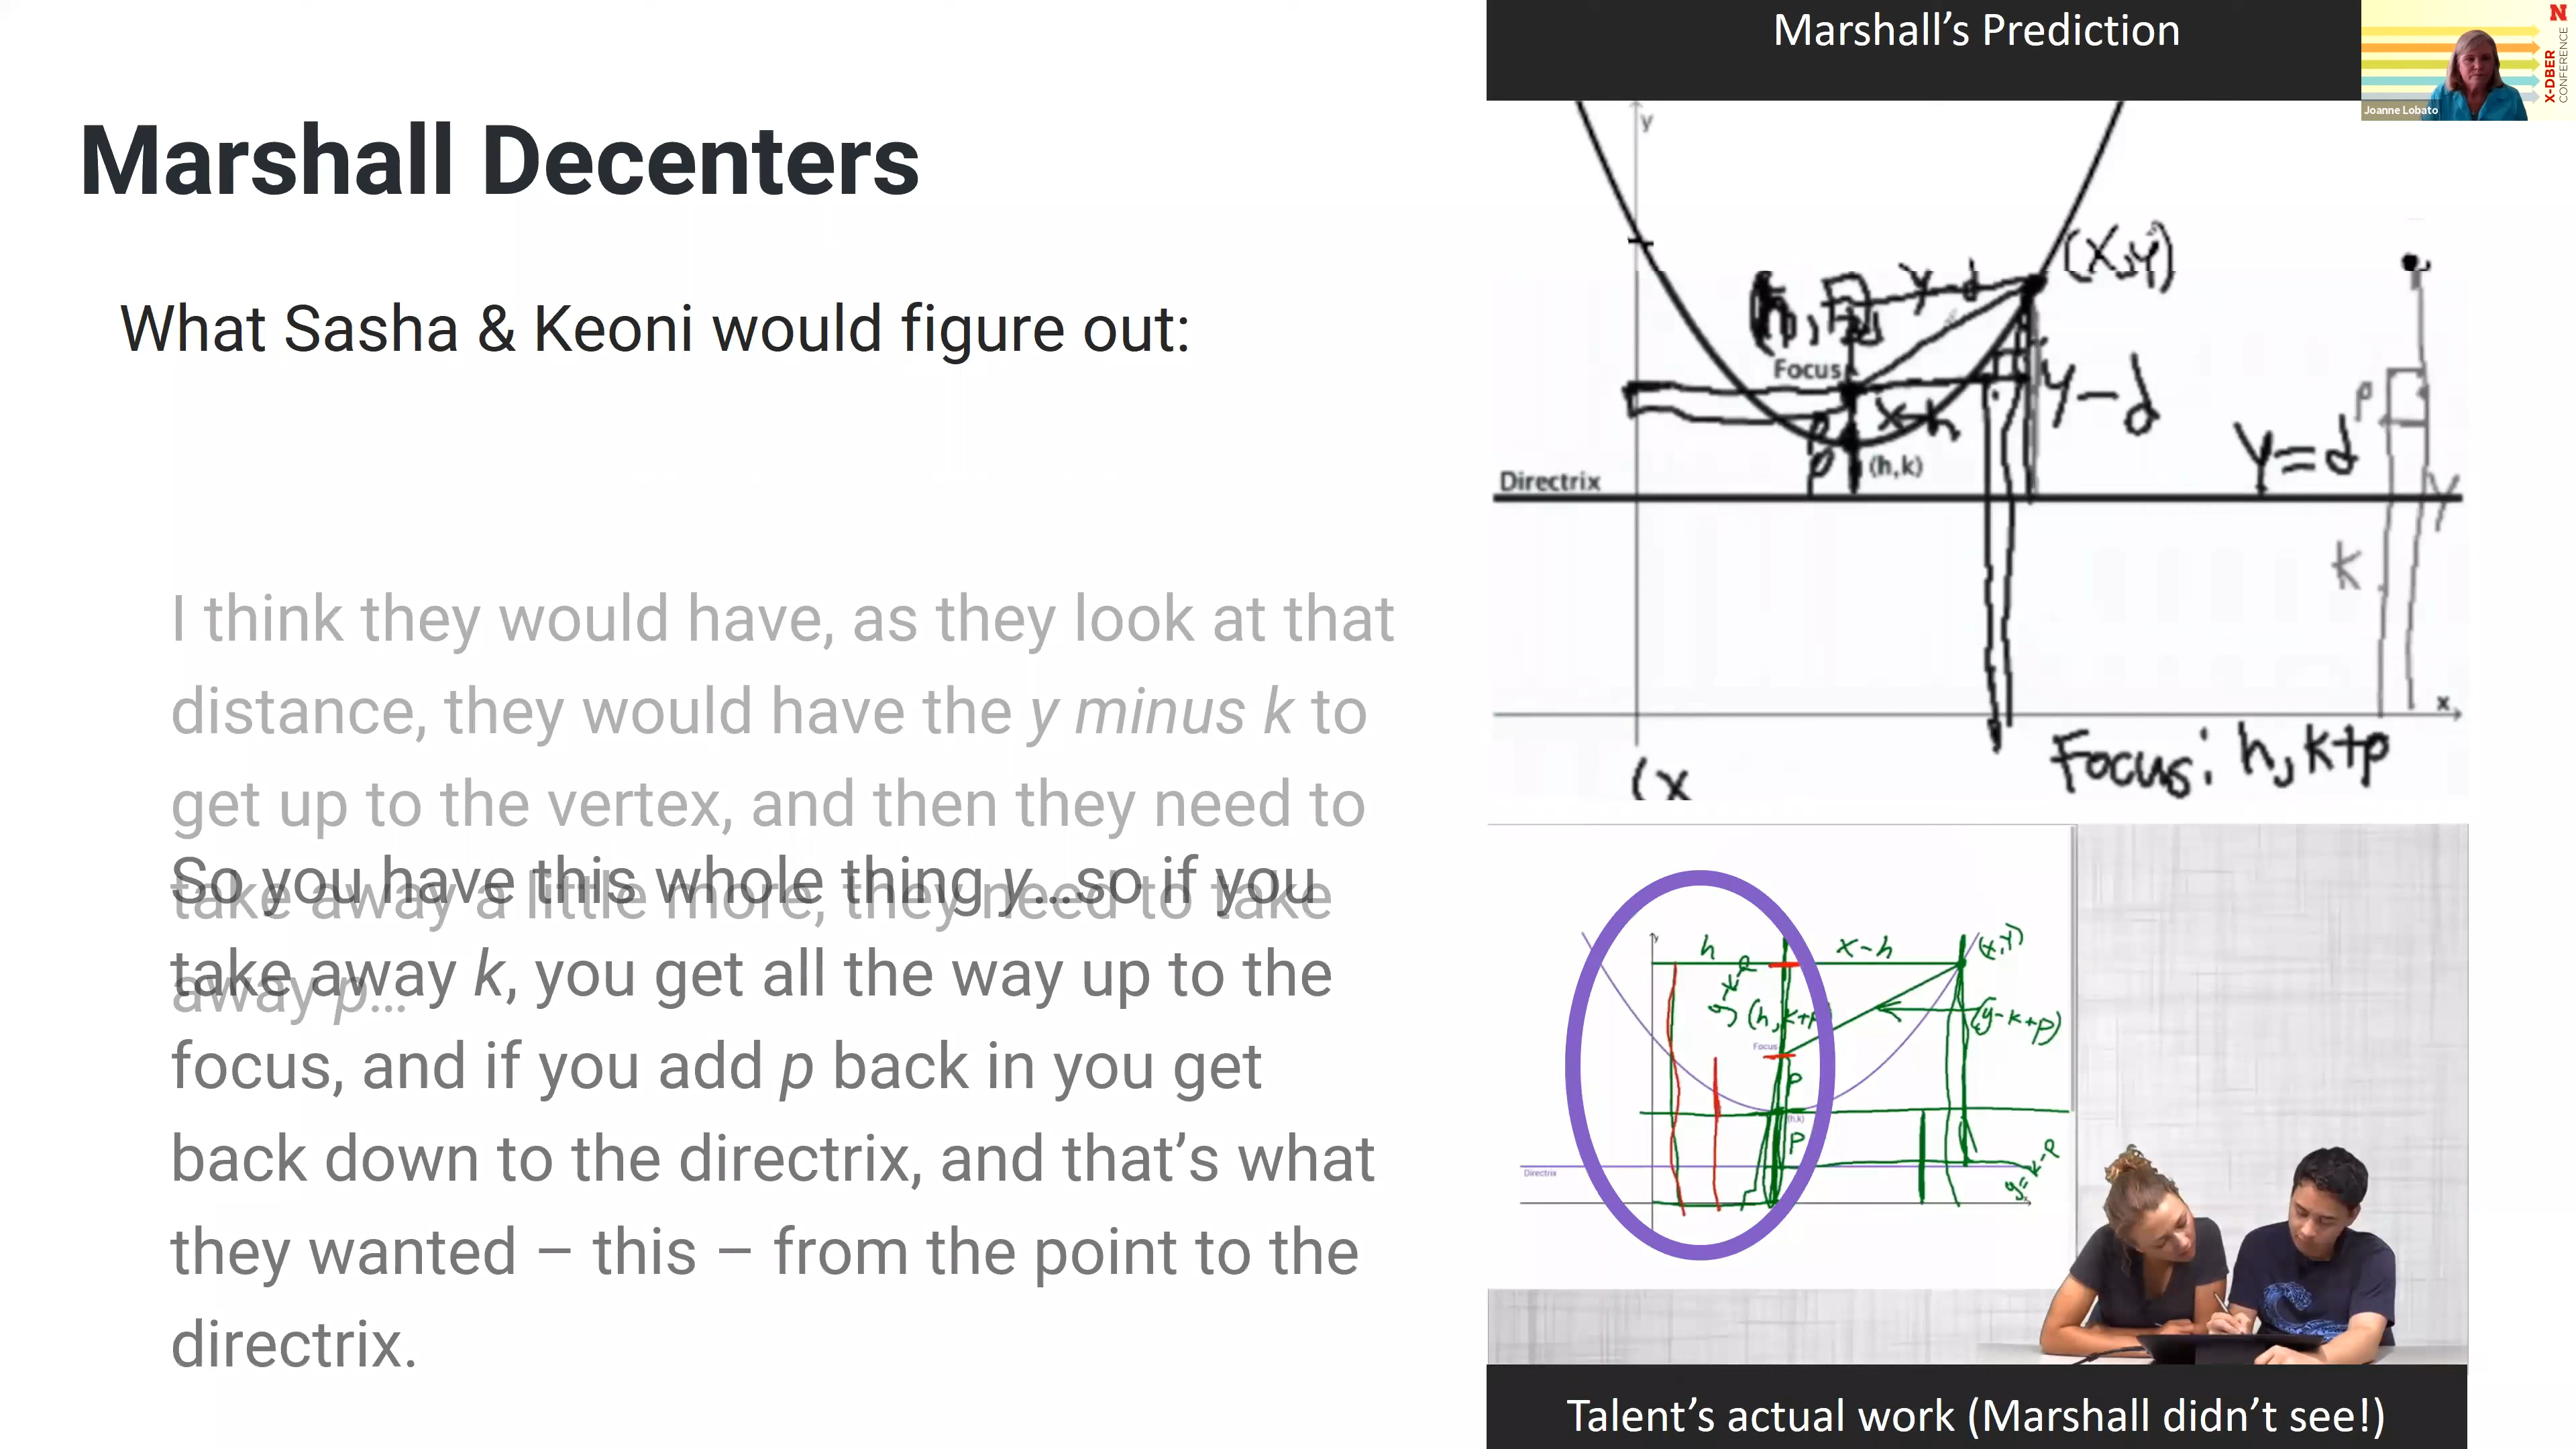 Marshall Decenters
What Sasha & Keoni would figure out:
I think they would have, as they look at that
distance, they would have the y minus k to
get up to the vertex, and then they need to
take away a little more, they need to take
away p...
So you have this whole thing y...so if you
take away k, you get all the way up to the
focus, and if you add p back in you get
back down to the directrix, and that’s what
they wanted – this – from the point to the
directrix.
Marshall’s Prediction
N
X-DBER
CONFERENCE
Joanne Lobato
y
(x,y)
y-d
Focus
x-h
y-d
p
p
(h,k)
Directrix
y=d
p
y
k
x
Focus: h, k+p
(x
y
h
x-h
(x,y)
(h, k+p)
(y-k+p)
Focus
p
(h,k)
p
Directrix
Talent’s actual work (Marshall didn’t see!)